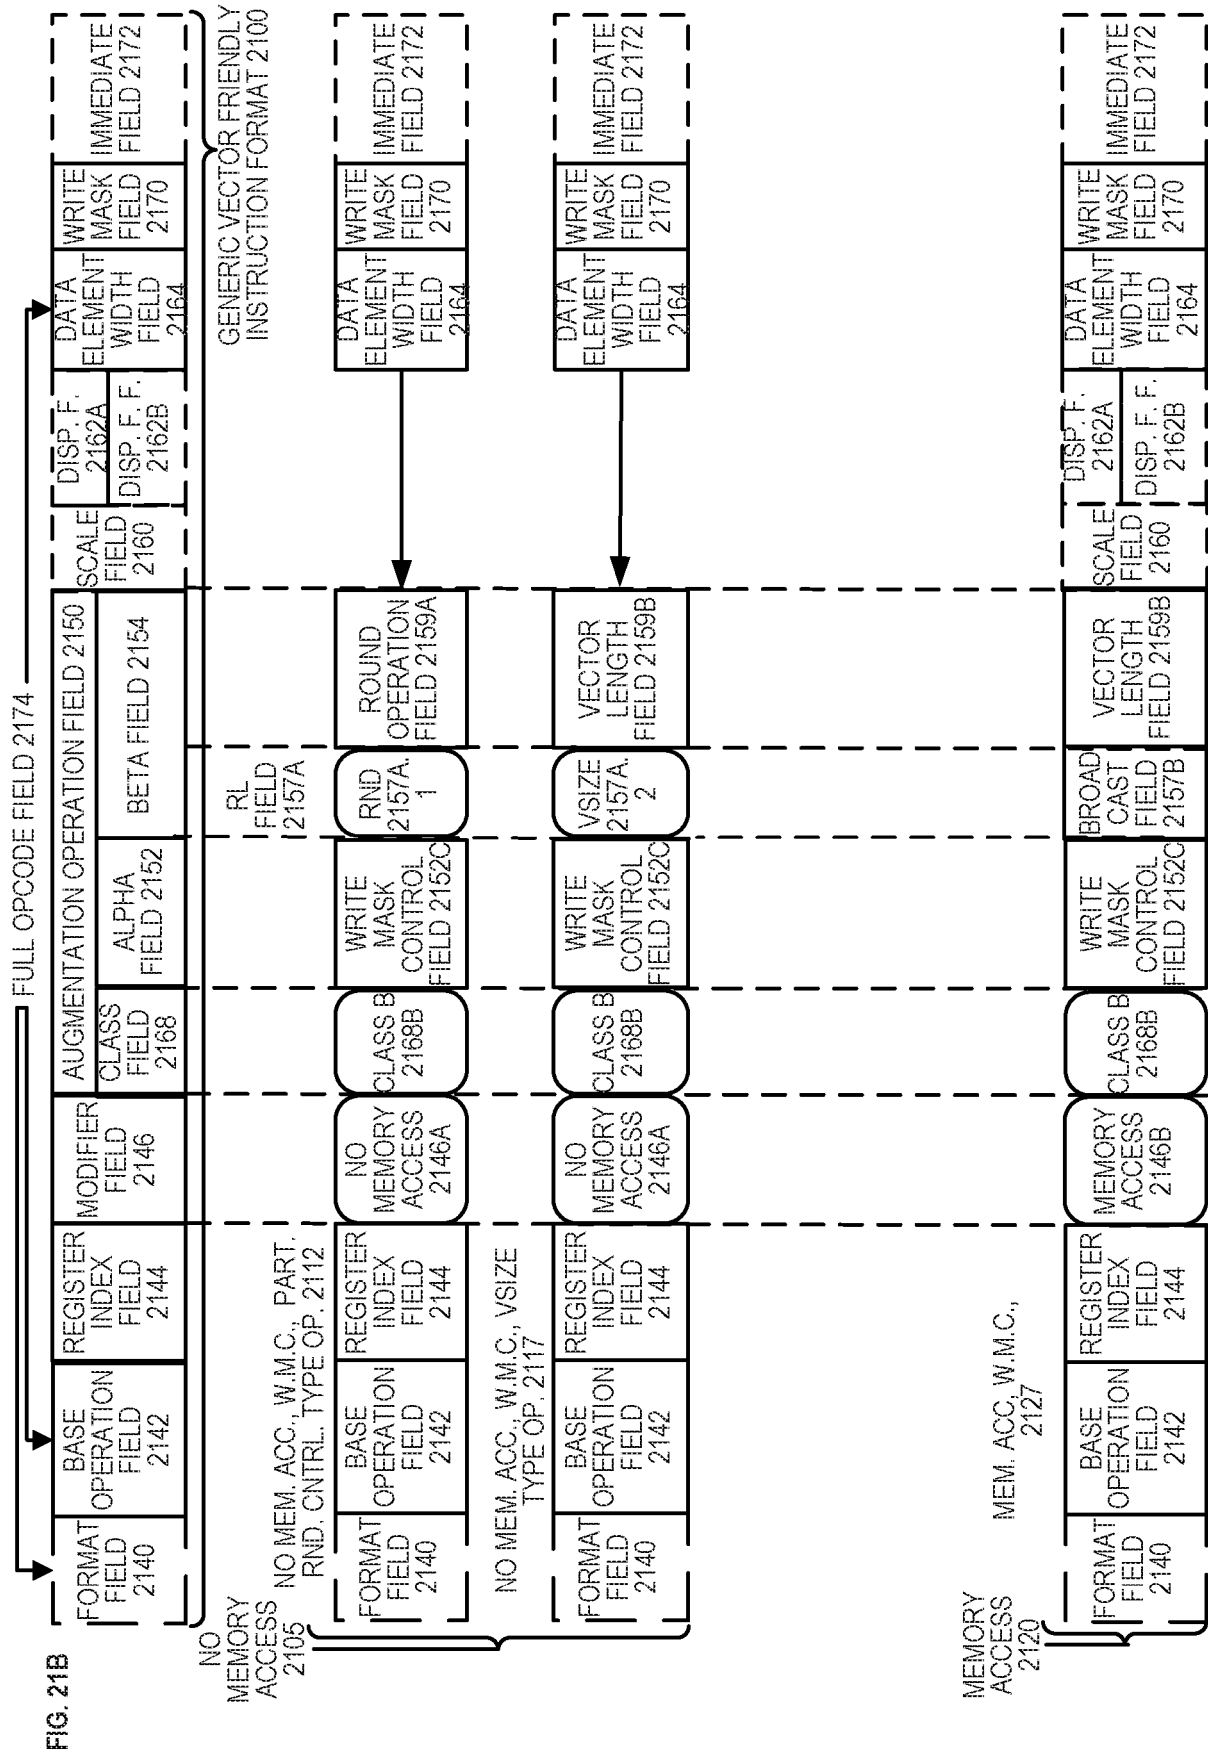 FIG. 21B
FULL OPCODE FIELD 2174
FORMAT
FIELD
2140
BASE
OPERATION
FIELD
2142
REGISTER
INDEX
FIELD
2144
MODIFIER
FIELD
2146
AUGMENTATION OPERATION FIELD 2150
CLASS
FIELD
2168
ALPHA
FIELD 2152
BETA FIELD 2154
SCALE
FIELD
2160
DISP. F.
2162A
DISP. F. F.
2162B
DATA
ELEMENT
WIDTH
FIELD
2164
WRITE
MASK
FIELD
2170
IMMEDIATE
FIELD 2172
GENERIC VECTOR FRIENDLY
INSTRUCTION FORMAT 2100
NO
MEMORY
ACCESS
2105
RL
FIELD
2157A
NO MEM. ACC., W.M.C., PART.
RND. CNTRL. TYPE OP. 2112
FORMAT
FIELD
2140
BASE
OPERATION
FIELD
2142
REGISTER
INDEX
FIELD
2144
NO
MEMORY
ACCESS
2146A
CLASS B
2168B
WRITE
MASK
CONTROL
FIELD 2152C
RND
2157A.
1
ROUND
OPERATION
FIELD 2159A
DATA
ELEMENT
WIDTH
FIELD
2164
WRITE
MASK
FIELD
2170
IMMEDIATE
FIELD 2172
NO MEM. ACC., W.M.C., VSIZE
TYPE OP. 2117
FORMAT
FIELD
2140
BASE
OPERATION
FIELD
2142
REGISTER
INDEX
FIELD
2144
NO
MEMORY
ACCESS
2146A
CLASS B
2168B
WRITE
MASK
CONTROL
FIELD 2152C
VSIZE
2157A.
2
VECTOR
LENGTH
FIELD 2159B
DATA
ELEMENT
WIDTH
FIELD
2164
WRITE
MASK
FIELD
2170
IMMEDIATE
FIELD 2172
MEMORY
ACCESS
2120
MEM. ACC, W.M.C.,
2127
FORMAT
FIELD
2140
BASE
OPERATION
FIELD
2142
REGISTER
INDEX
FIELD
2144
MEMORY
ACCESS
2146B
CLASS B
2168B
WRITE
MASK
CONTROL
FIELD 2152C
BROAD
CAST
FIELD
2157B
VECTOR
LENGTH
FIELD 2159B
SCALE
FIELD
2160
DISP. F.
2162A
DISP. F. F.
2162B
DATA
ELEMENT
WIDTH
FIELD
2164
WRITE
MASK
FIELD
2170
IMMEDIATE
FIELD 2172